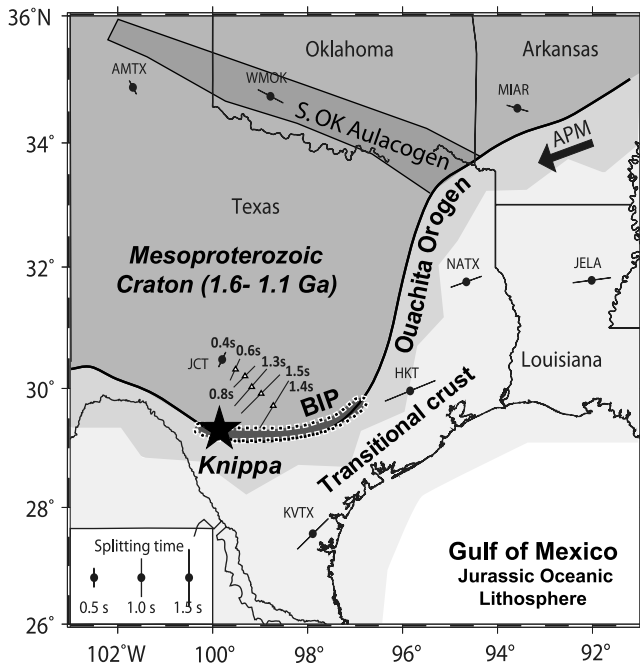 36°N
Oklahoma
Arkansas
AMTX
WMOK
MIAR
S. OK Aulacogen
APM
34°
Texas
Ouachita Orogen
Mesoproterozoic
Craton (1.6- 1.1 Ga)
32°
NATX
JELA
0.4s
JCT
0.6s
1.3s
1.5s
0.8s
1.4s
Louisiana
30°
HKT
BIP
Transitional crust
Knippa
28°
KVTX
Splitting time
0.5 s
1.0 s
1.5 s
Gulf of Mexico
Jurassic Oceanic
Lithosphere
26°
102°W
100°
98°
96°
94°
92°